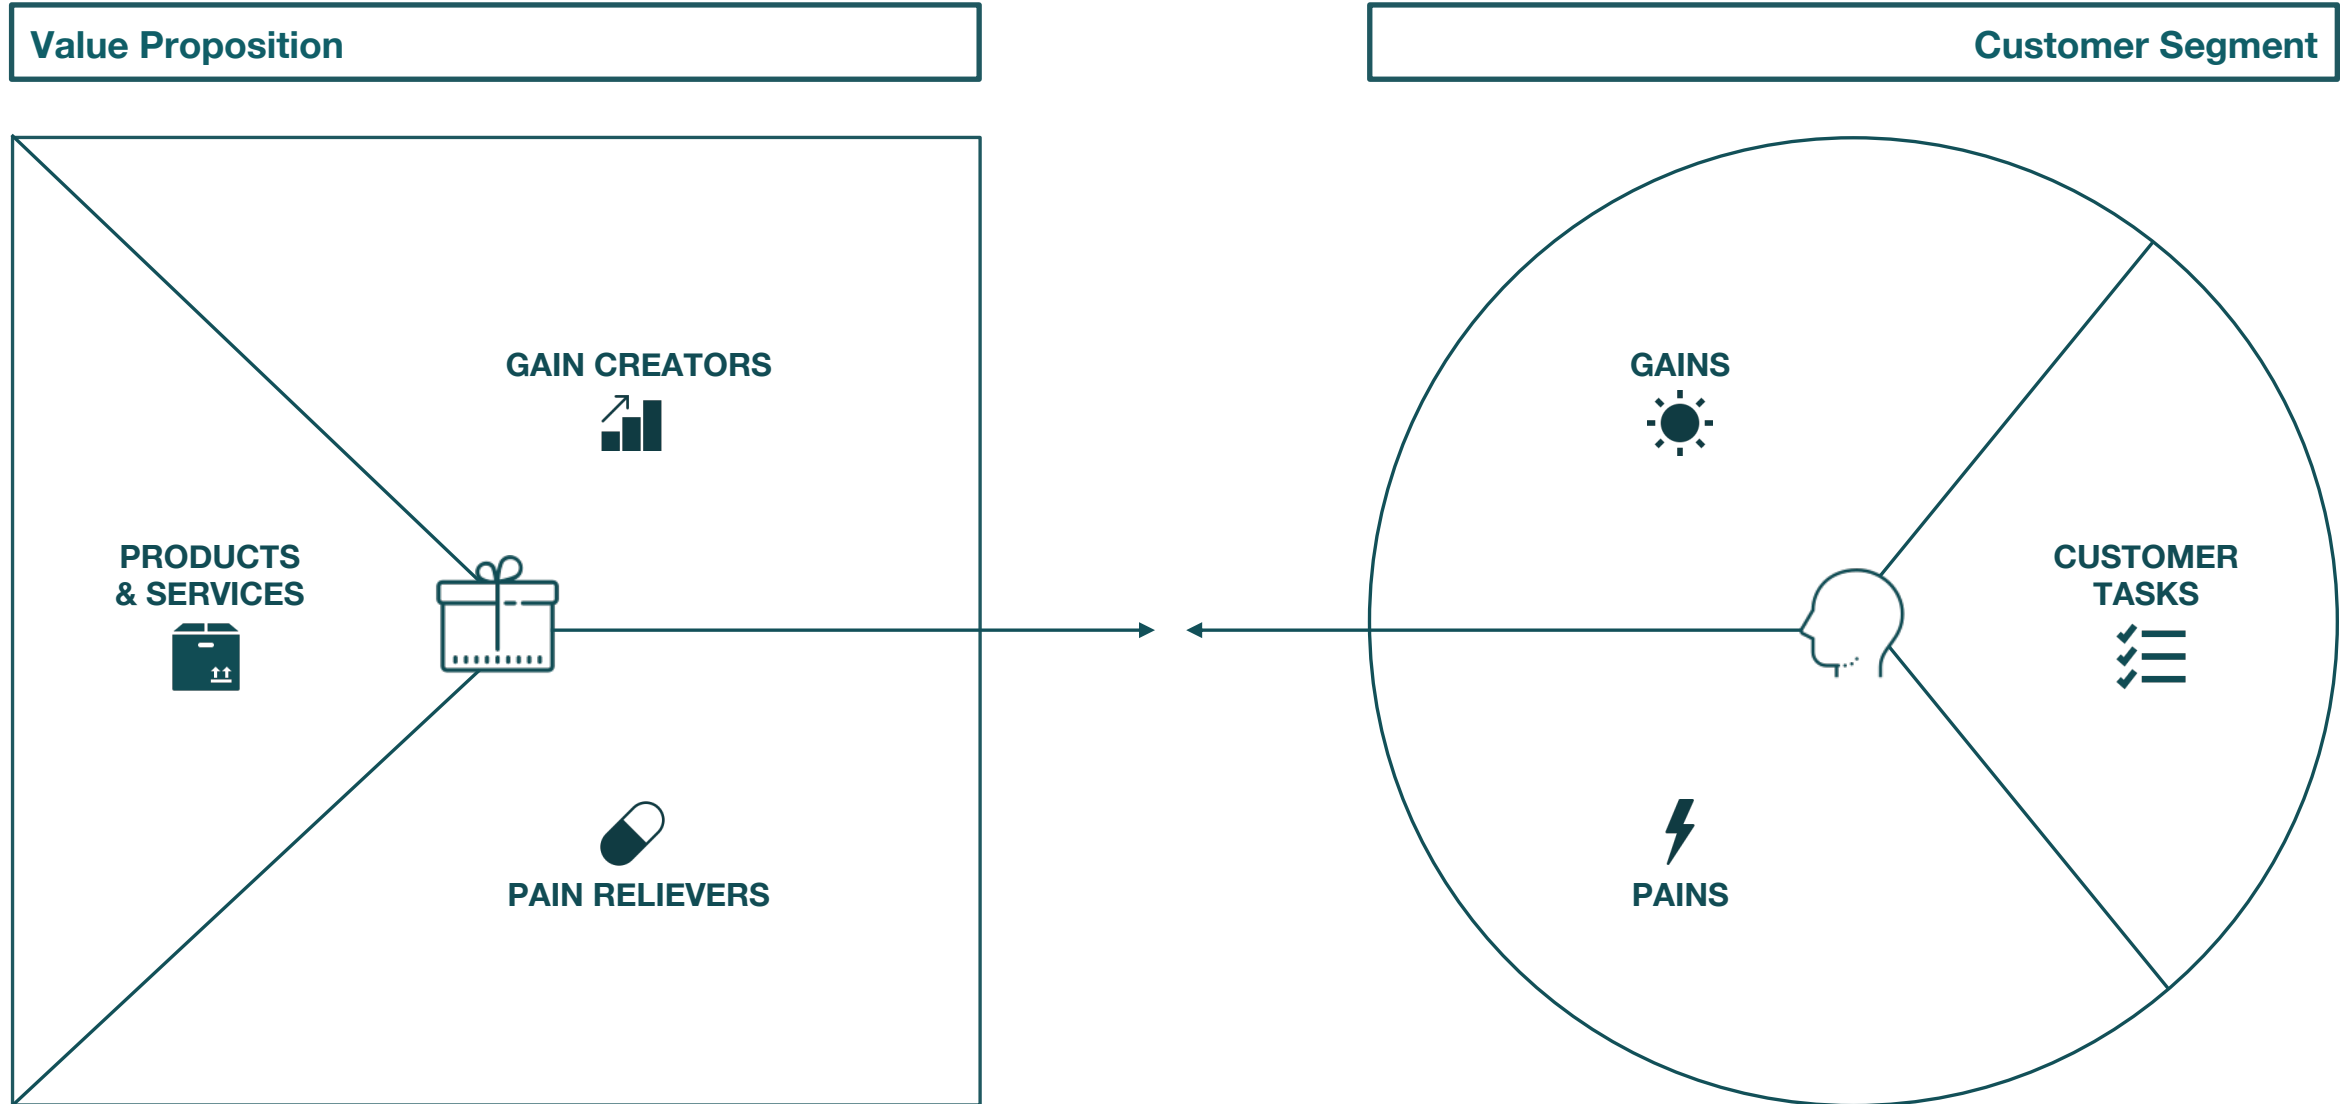 Value Proposition
Customer Segment
GAIN CREATORS
PRODUCTS
& SERVICES
PAIN RELIEVERS
GAINS
CUSTOMER
TASKS
PAINS